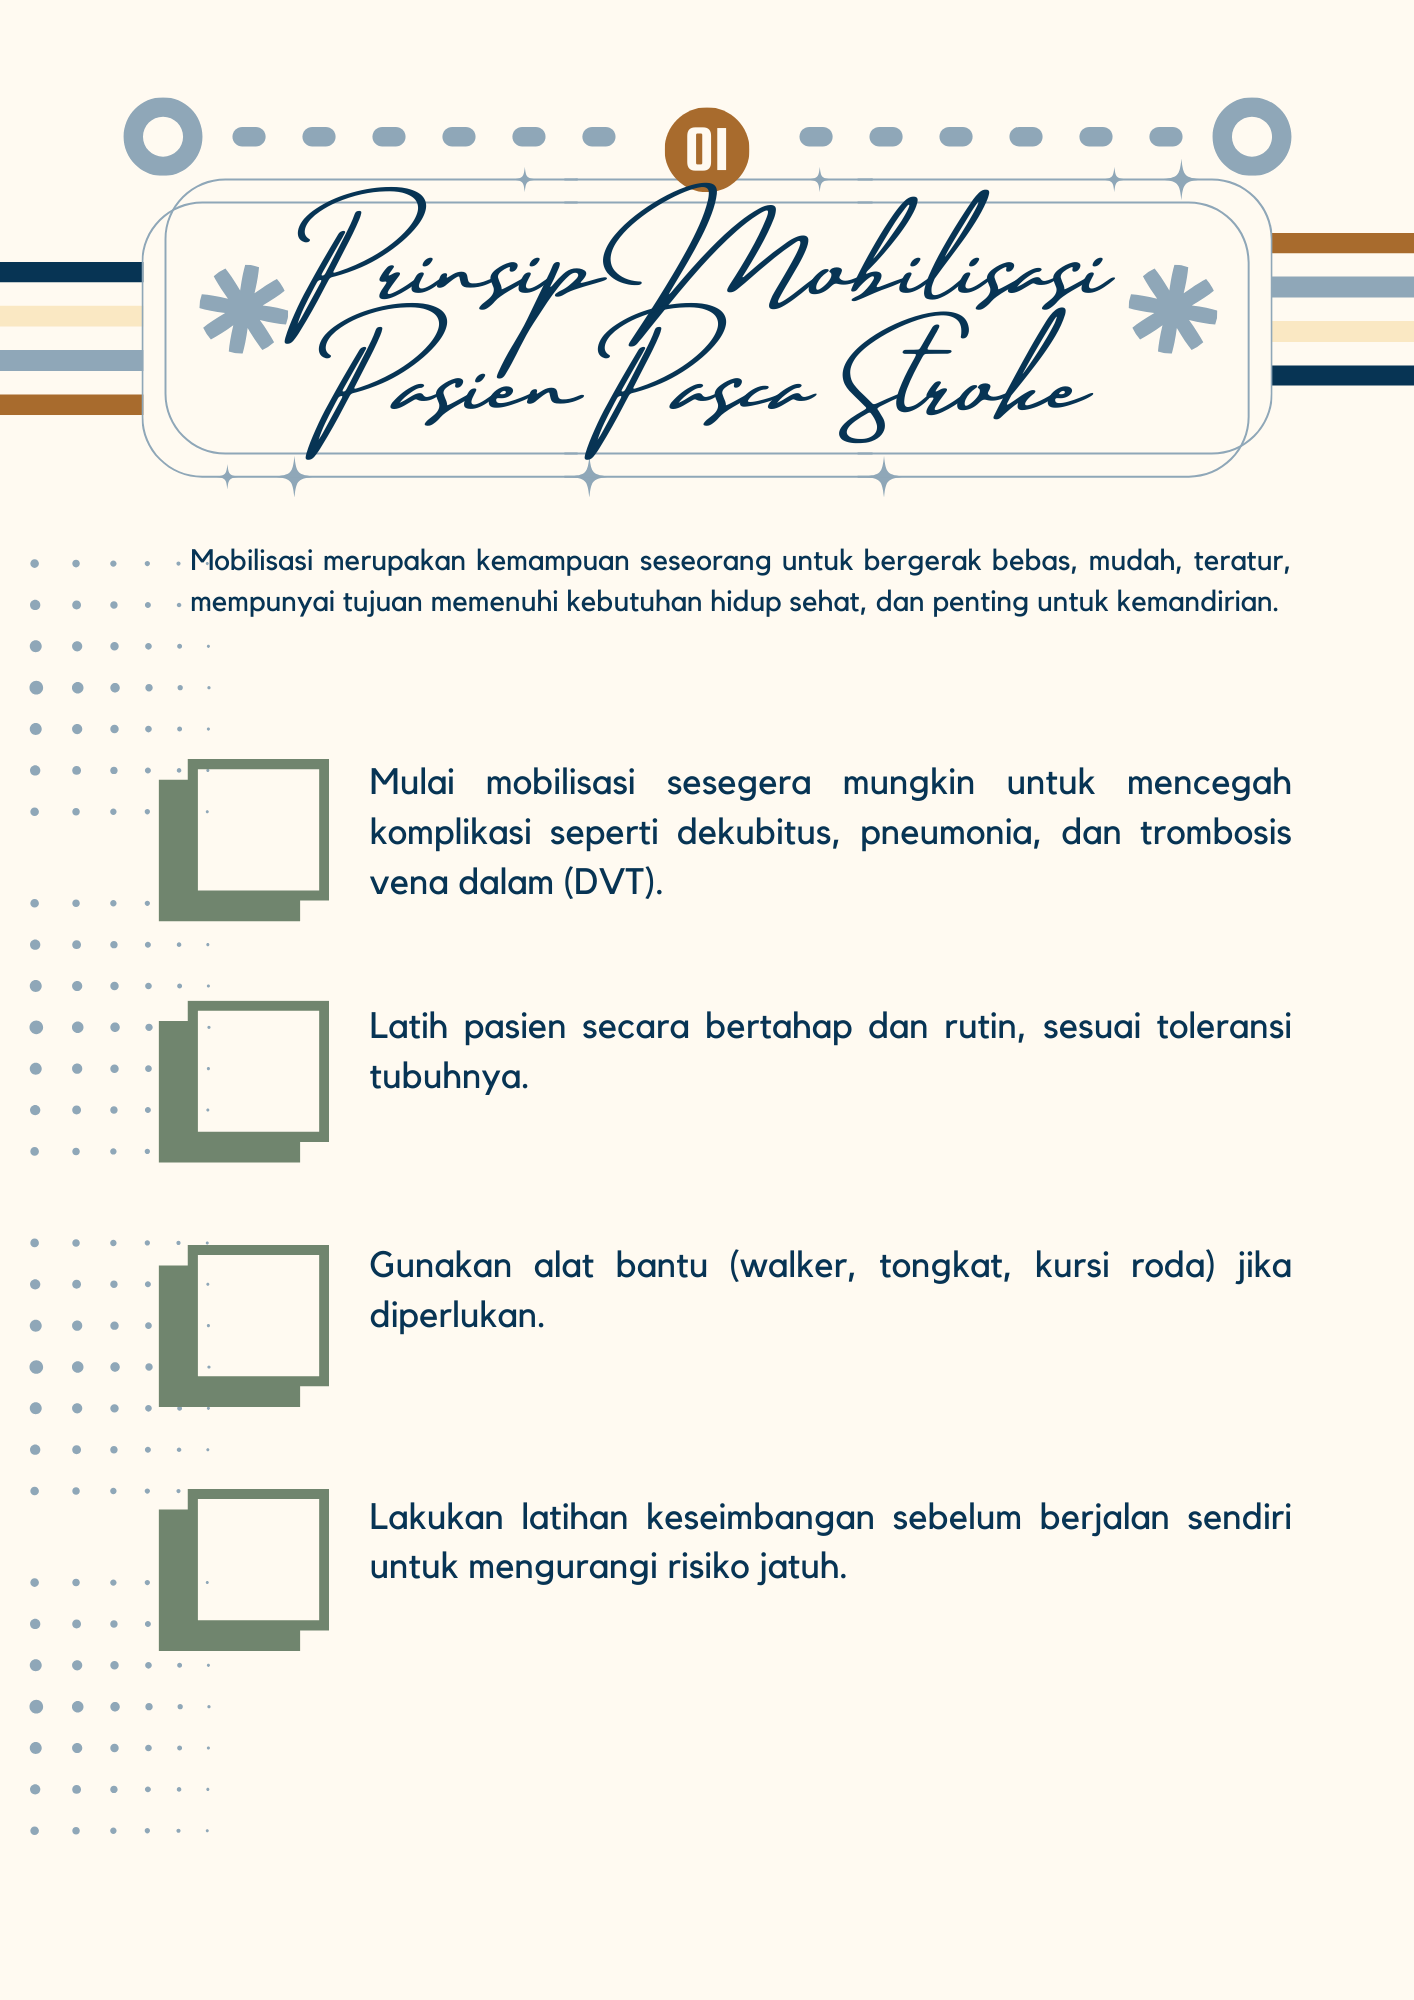 01
Prinsip Mobilisasi
Pasien Pasca Stroke
Mobilisasi merupakan kemampuan seseorang untuk bergerak bebas, mudah, teratur,
mempunyai tujuan memenuhi kebutuhan hidup sehat, dan penting untuk kemandirian.
Mulai mobilisasi sesegera mungkin untuk mencegah
komplikasi seperti dekubitus, pneumonia, dan trombosis
vena dalam (DVT).
Latih pasien secara bertahap dan rutin, sesuai toleransi
tubuhnya.
Gunakan alat bantu (walker, tongkat, kursi roda) jika
diperlukan.
Lakukan latihan keseimbangan sebelum berjalan sendiri
untuk mengurangi risiko jatuh.